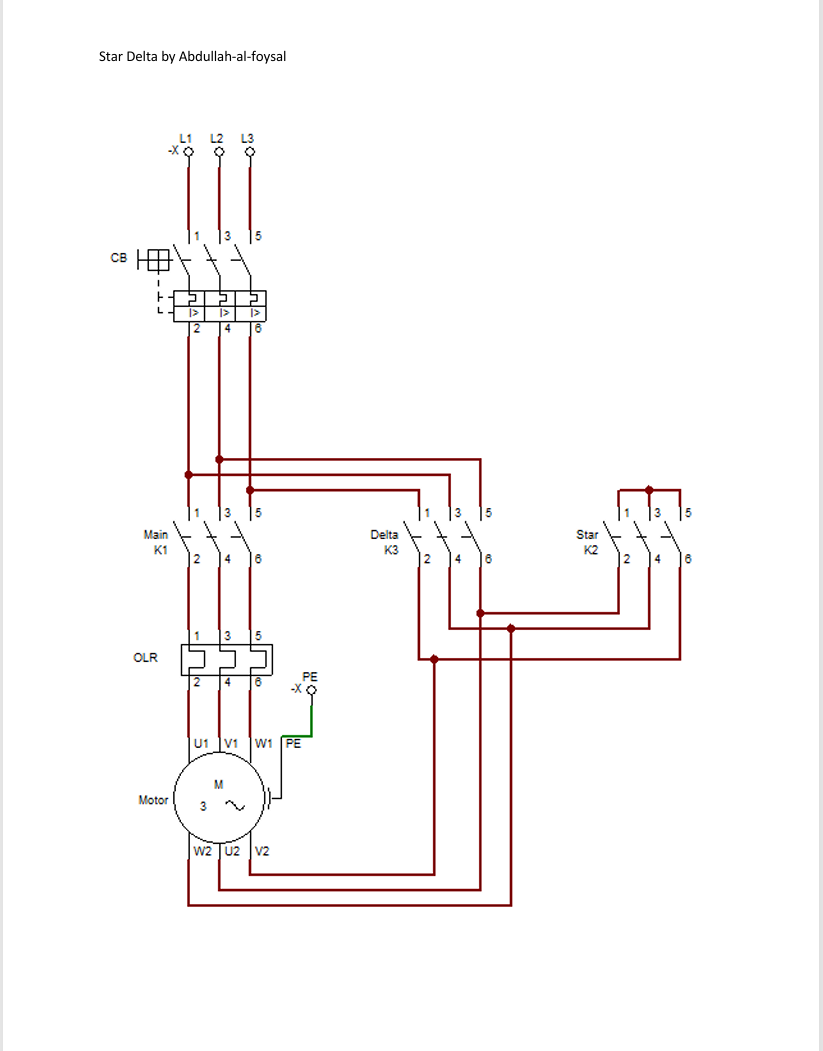 Star Delta by Abdullah-al-foysal
L1 L2 L3
-X
1 3 5
CB
I> I> I>
2 4 6
1 3 5 1 3 5 1 3 5
Main Delta Star
K1 K3 K2
2 4 6 2 4 6 2 4 6
1 3 5
OLR
2 4 6
PE
-X
U1 V1 W1 PE
M
Motor 3
W2 U2 V2